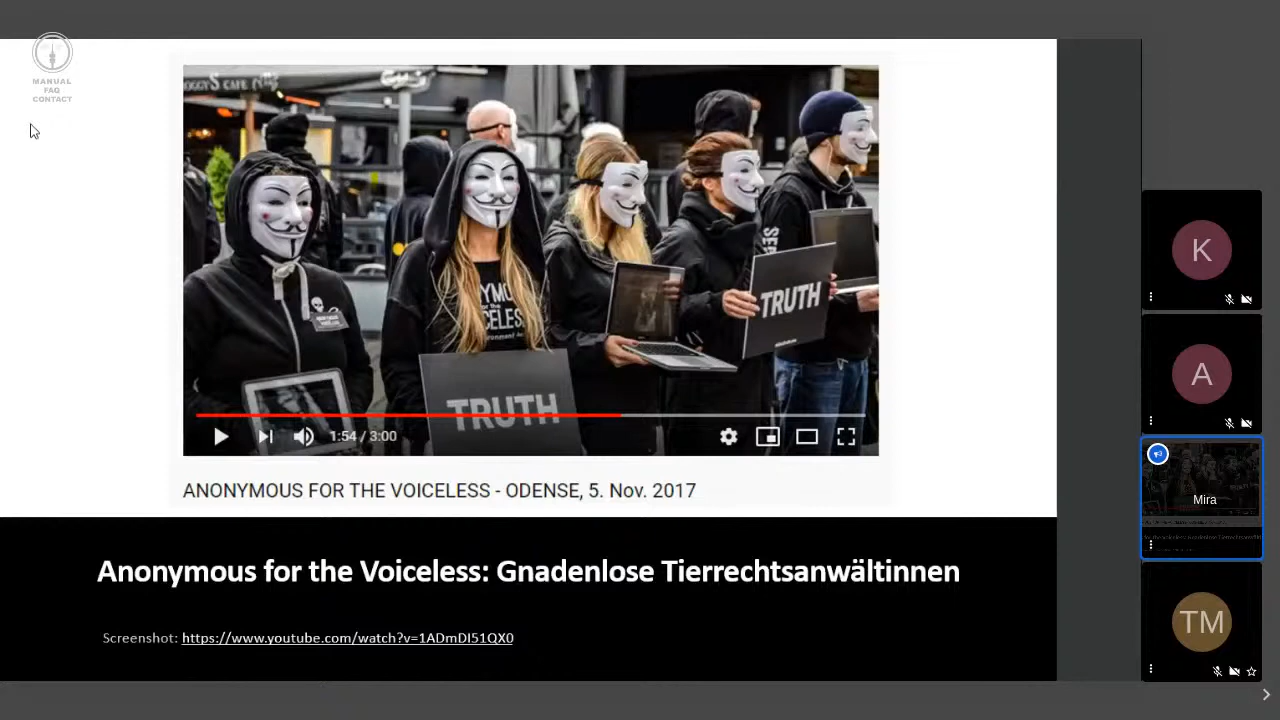 MANUAL
FAQ
CONTACT
TRUTH
TRUTH
1:54 / 3:00
ANONYMOUS FOR THE VOICELESS - ODENSE, 5. Nov. 2017
Anonymous for the Voiceless: Gnadenlose Tierrechtsanwältinnen
Screenshot: https://www.youtube.com/watch?v=1ADmDI51QX0
K
A
Mira
TM